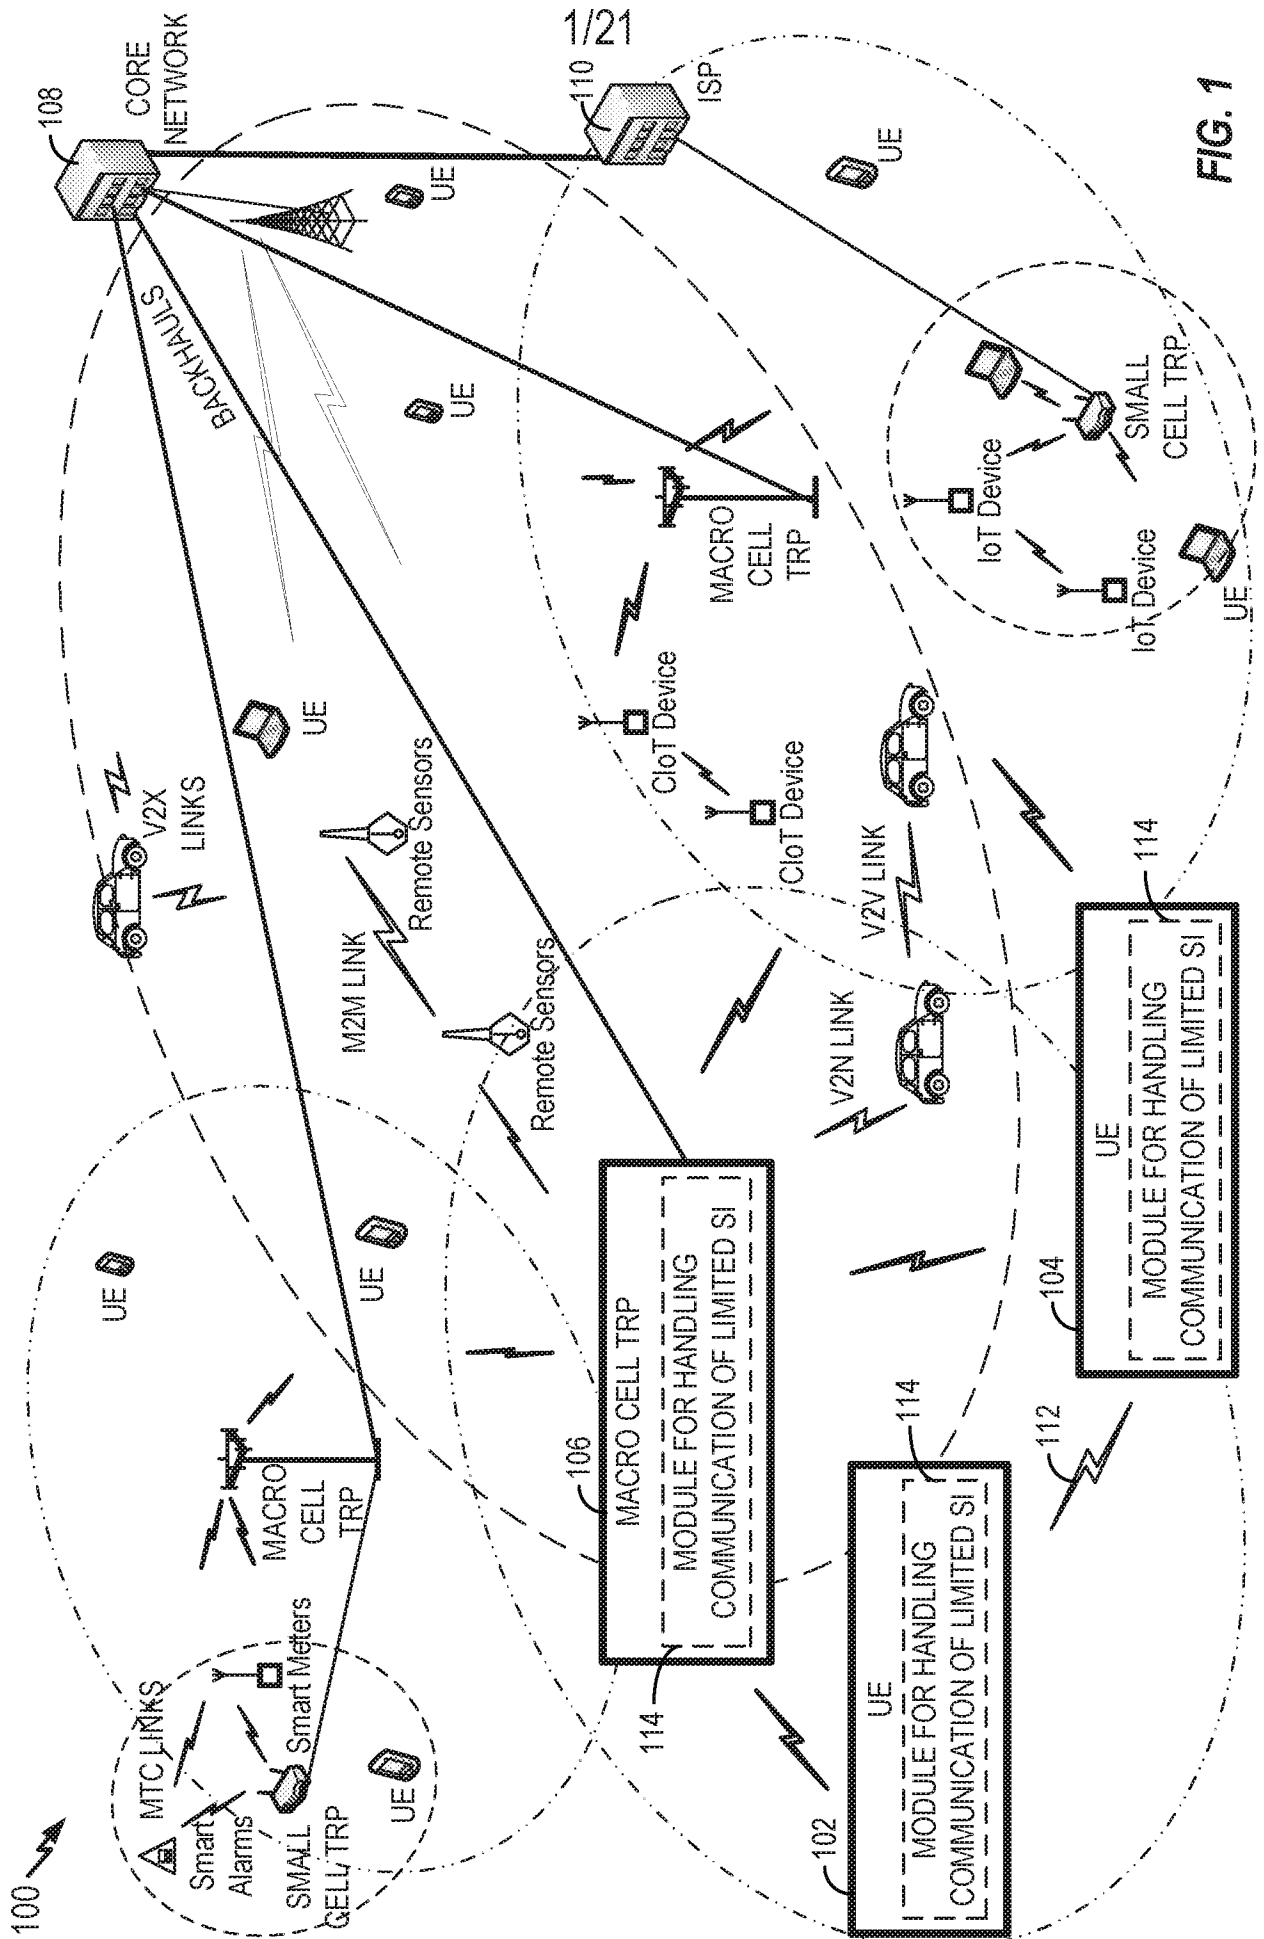 1/21
100
MTC LINKS
Smart
Alarms
SMALL
CELL TRP
Smart Meters
UE
MACRO
CELL
TRP
UE
UE
V2X
LINKS
UE
BACKHAULS
108
CORE
NETWORK
M2M LINK
Remote Sensors
Remote Sensors
UE
UE
110
ISP
106
MACRO CELL TRP
MODULE FOR HANDLING
COMMUNICATION OF LIMITED SI
114
CIoT Device
CIoT Device
MACRO
CELL
TRP
UE
V2N LINK
V2V LINK
IoT Device
IoT Device
SMALL
CELL TRP
UE
102
UE
MODULE FOR HANDLING
COMMUNICATION OF LIMITED SI
114
112
104
UE
MODULE FOR HANDLING
COMMUNICATION OF LIMITED SI
114
FIG. 1